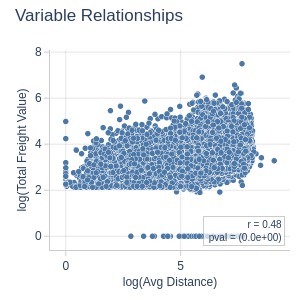 Variable Relationships
8
6
4
2
0
log(Total Freight Value)
r = 0.48
pval = (0.0e+00)
0
5
log(Avg Distance)